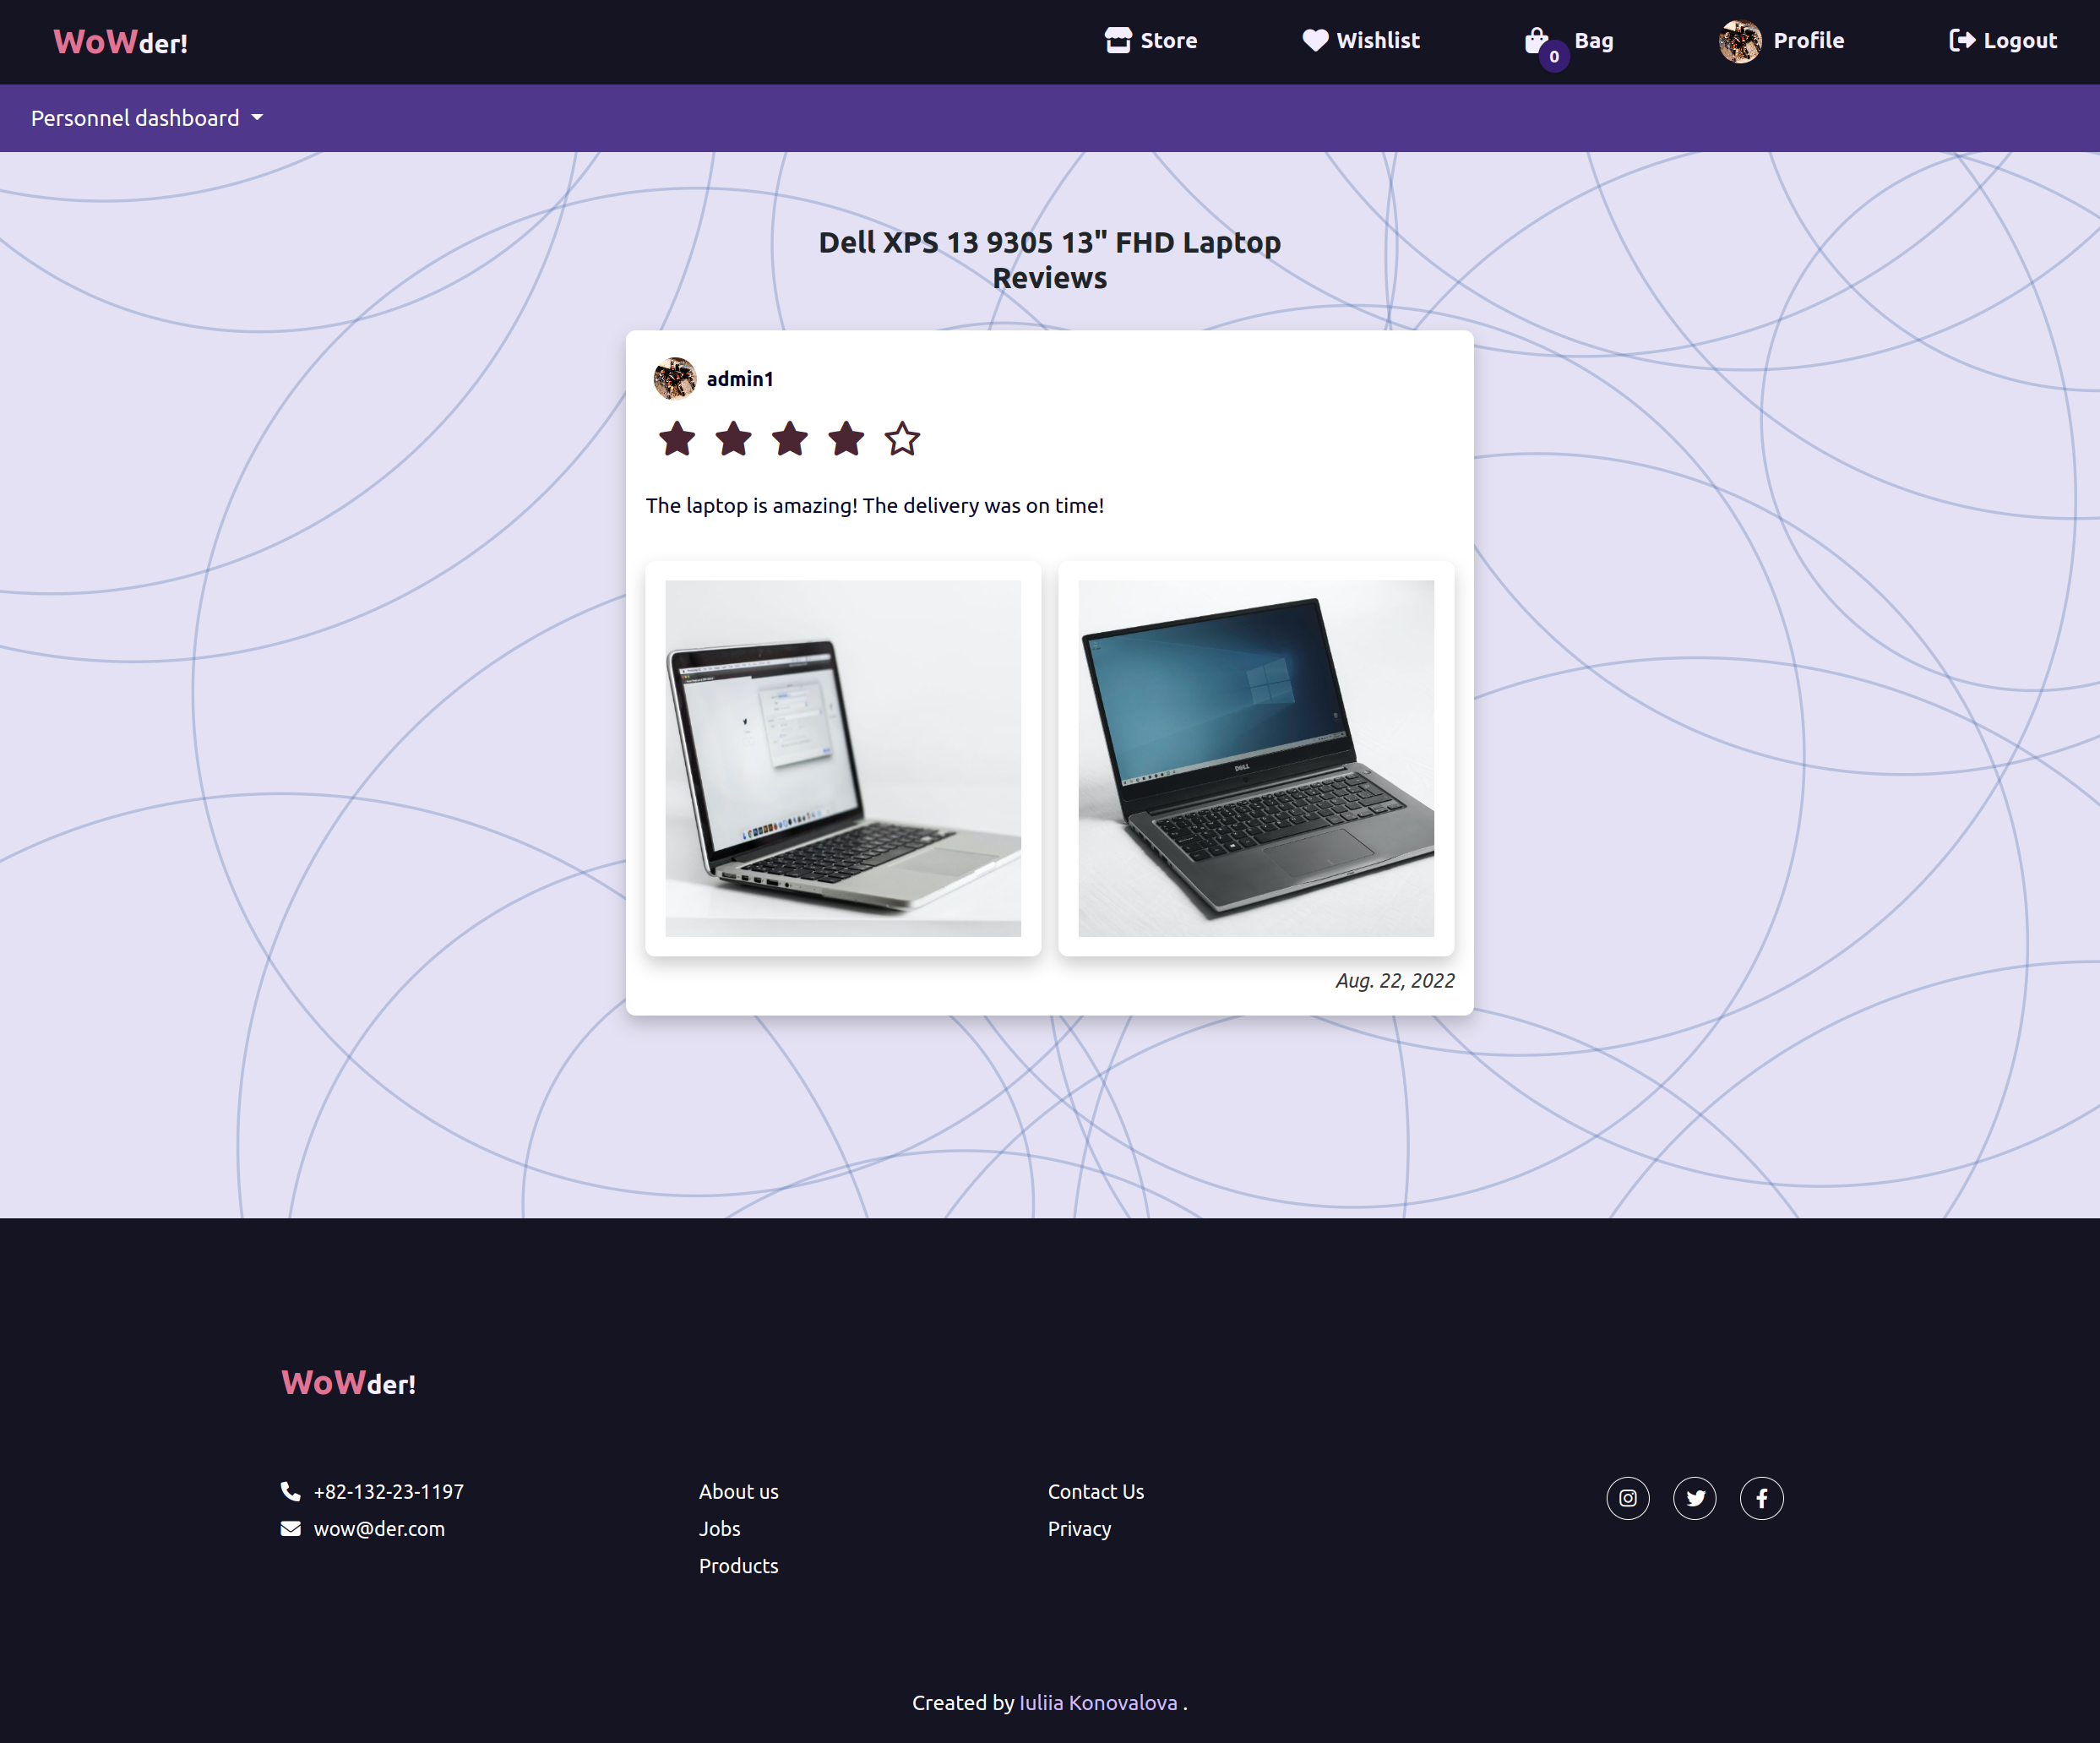 WoWder!
Store
Wishlist
0
Bag
Profile
Logout
Personnel dashboard
Dell XPS 13 9305 13" FHD Laptop
Reviews
admin1
The laptop is amazing! The delivery was on time!
DELL
Aug. 22, 2022
WoWder!
+82-132-23-1197
wow@der.com
About us
Jobs
Products
Contact Us
Privacy
Created by Iuliia Konovalova .